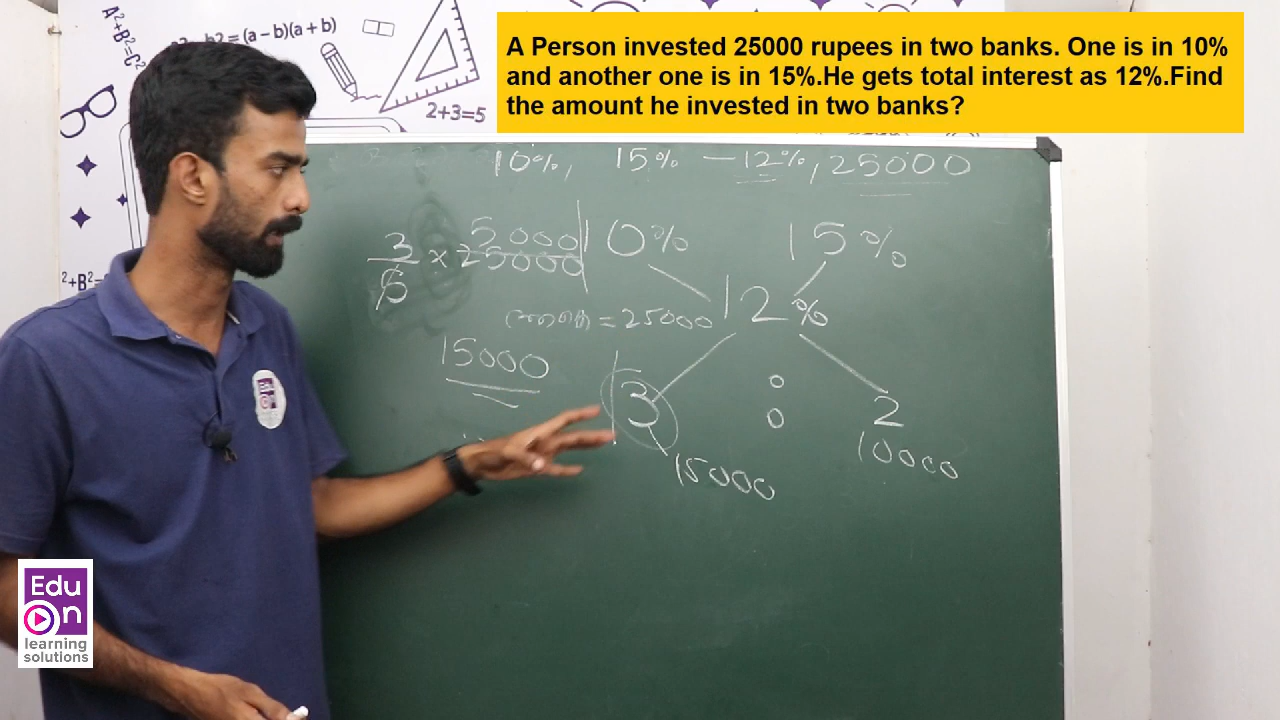 A Person invested 25000 rupees in two banks. One is in 10%
and another one is in 15%.He gets total interest as 12%.Find
the amount he invested in two banks?
A²+B²=C²
b² = (a-b)(a+b)
2+3=5
²+B²=
10%, 15% — 12%, 25000
10% 15%
5000
3/5 × 25000
12%
= 25000
15000
3 : 2
15000 10000
Edu
On
learning
solutions